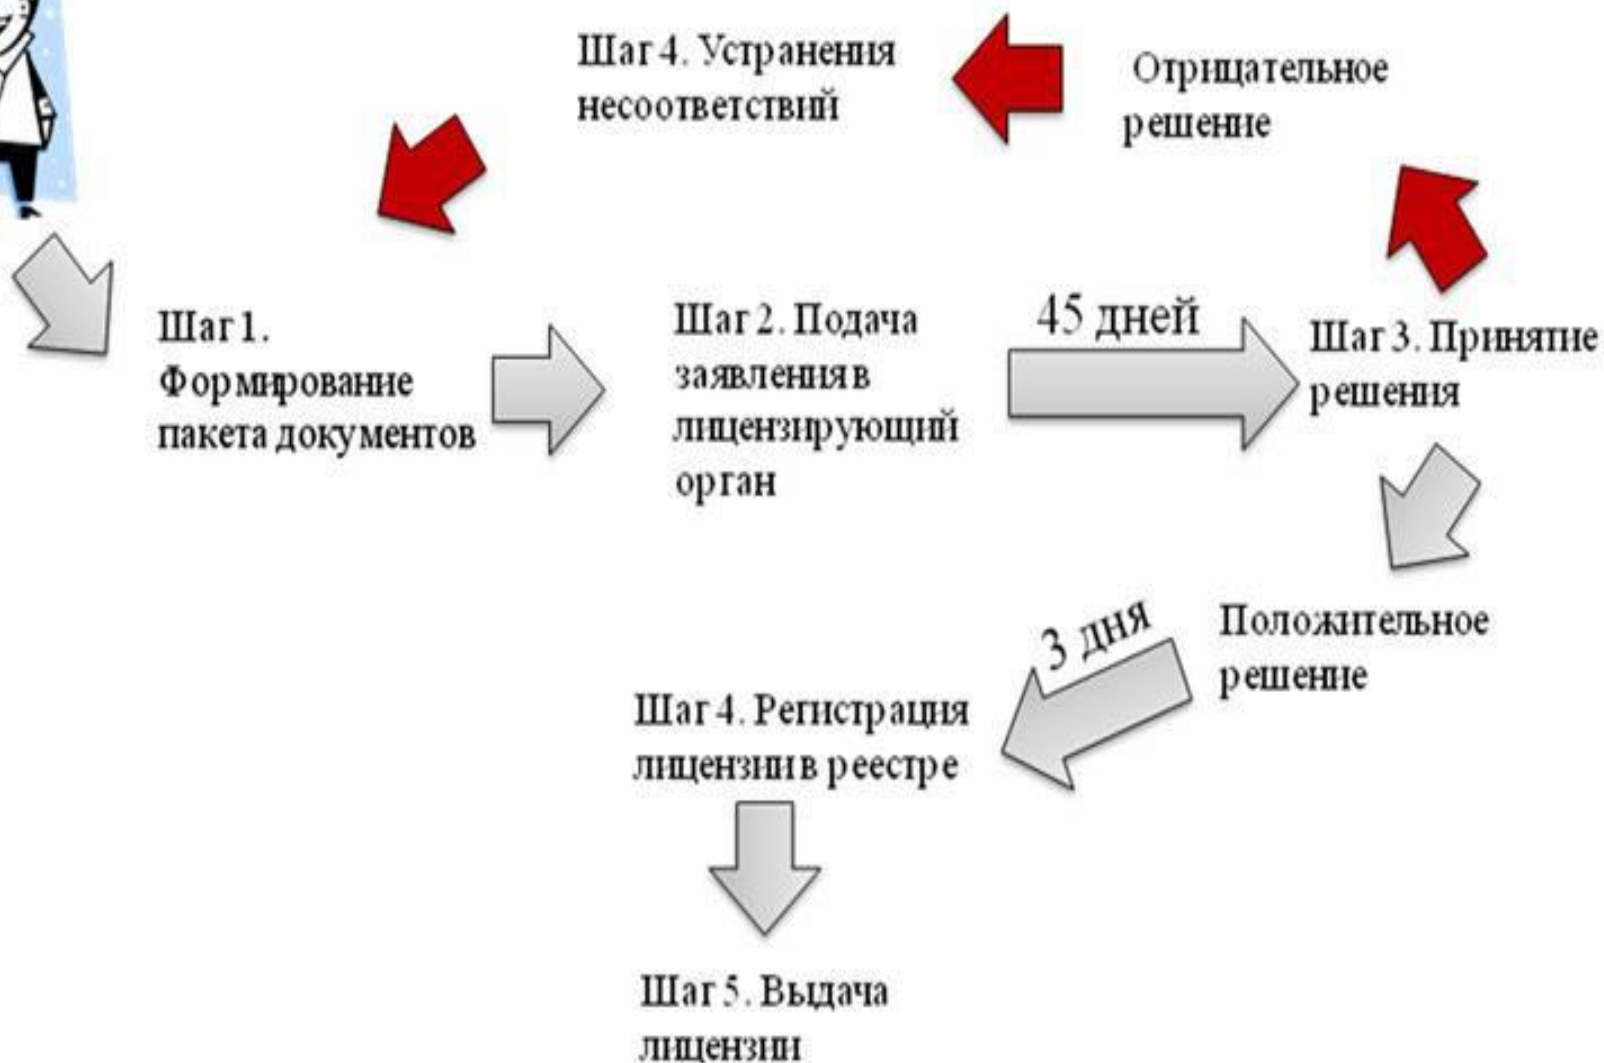 Шаг 4. Устранения
несоответствий
Отрицательное
решение
Шаг 1.
Формирование
пакета документов
Шаг 2. Подача
заявления в
лицензирующий
орган
45 дней
Шаг 3. Принятие
решения
Положительное
решение
3 дня
Шаг 4. Регистрация
лицензии в реестре
Шаг 5. Выдача
лицензии